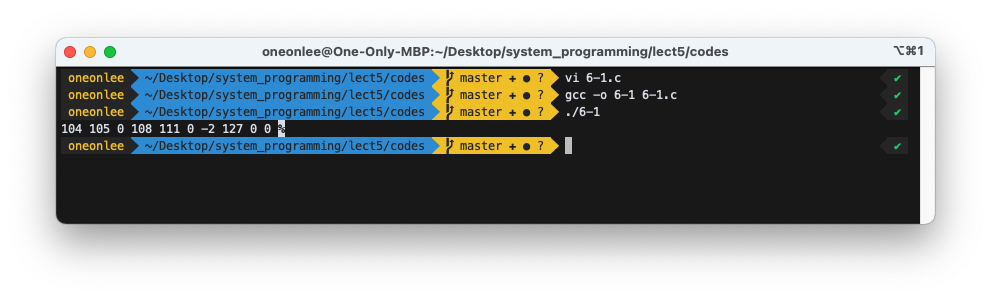 oneonlee@One-Only-MBP:~/Desktop/system_programming/lect5/codes ⌥⌘1
oneonlee ~/Desktop/system_programming/lect5/codes master + ● ? vi 6-1.c ✔
oneonlee ~/Desktop/system_programming/lect5/codes master + ● ? gcc -o 6-1 6-1.c ✔
oneonlee ~/Desktop/system_programming/lect5/codes master + ● ? ./6-1 ✔
104 105 0 108 111 0 -2 127 0 0 %
oneonlee ~/Desktop/system_programming/lect5/codes master + ● ? ✔